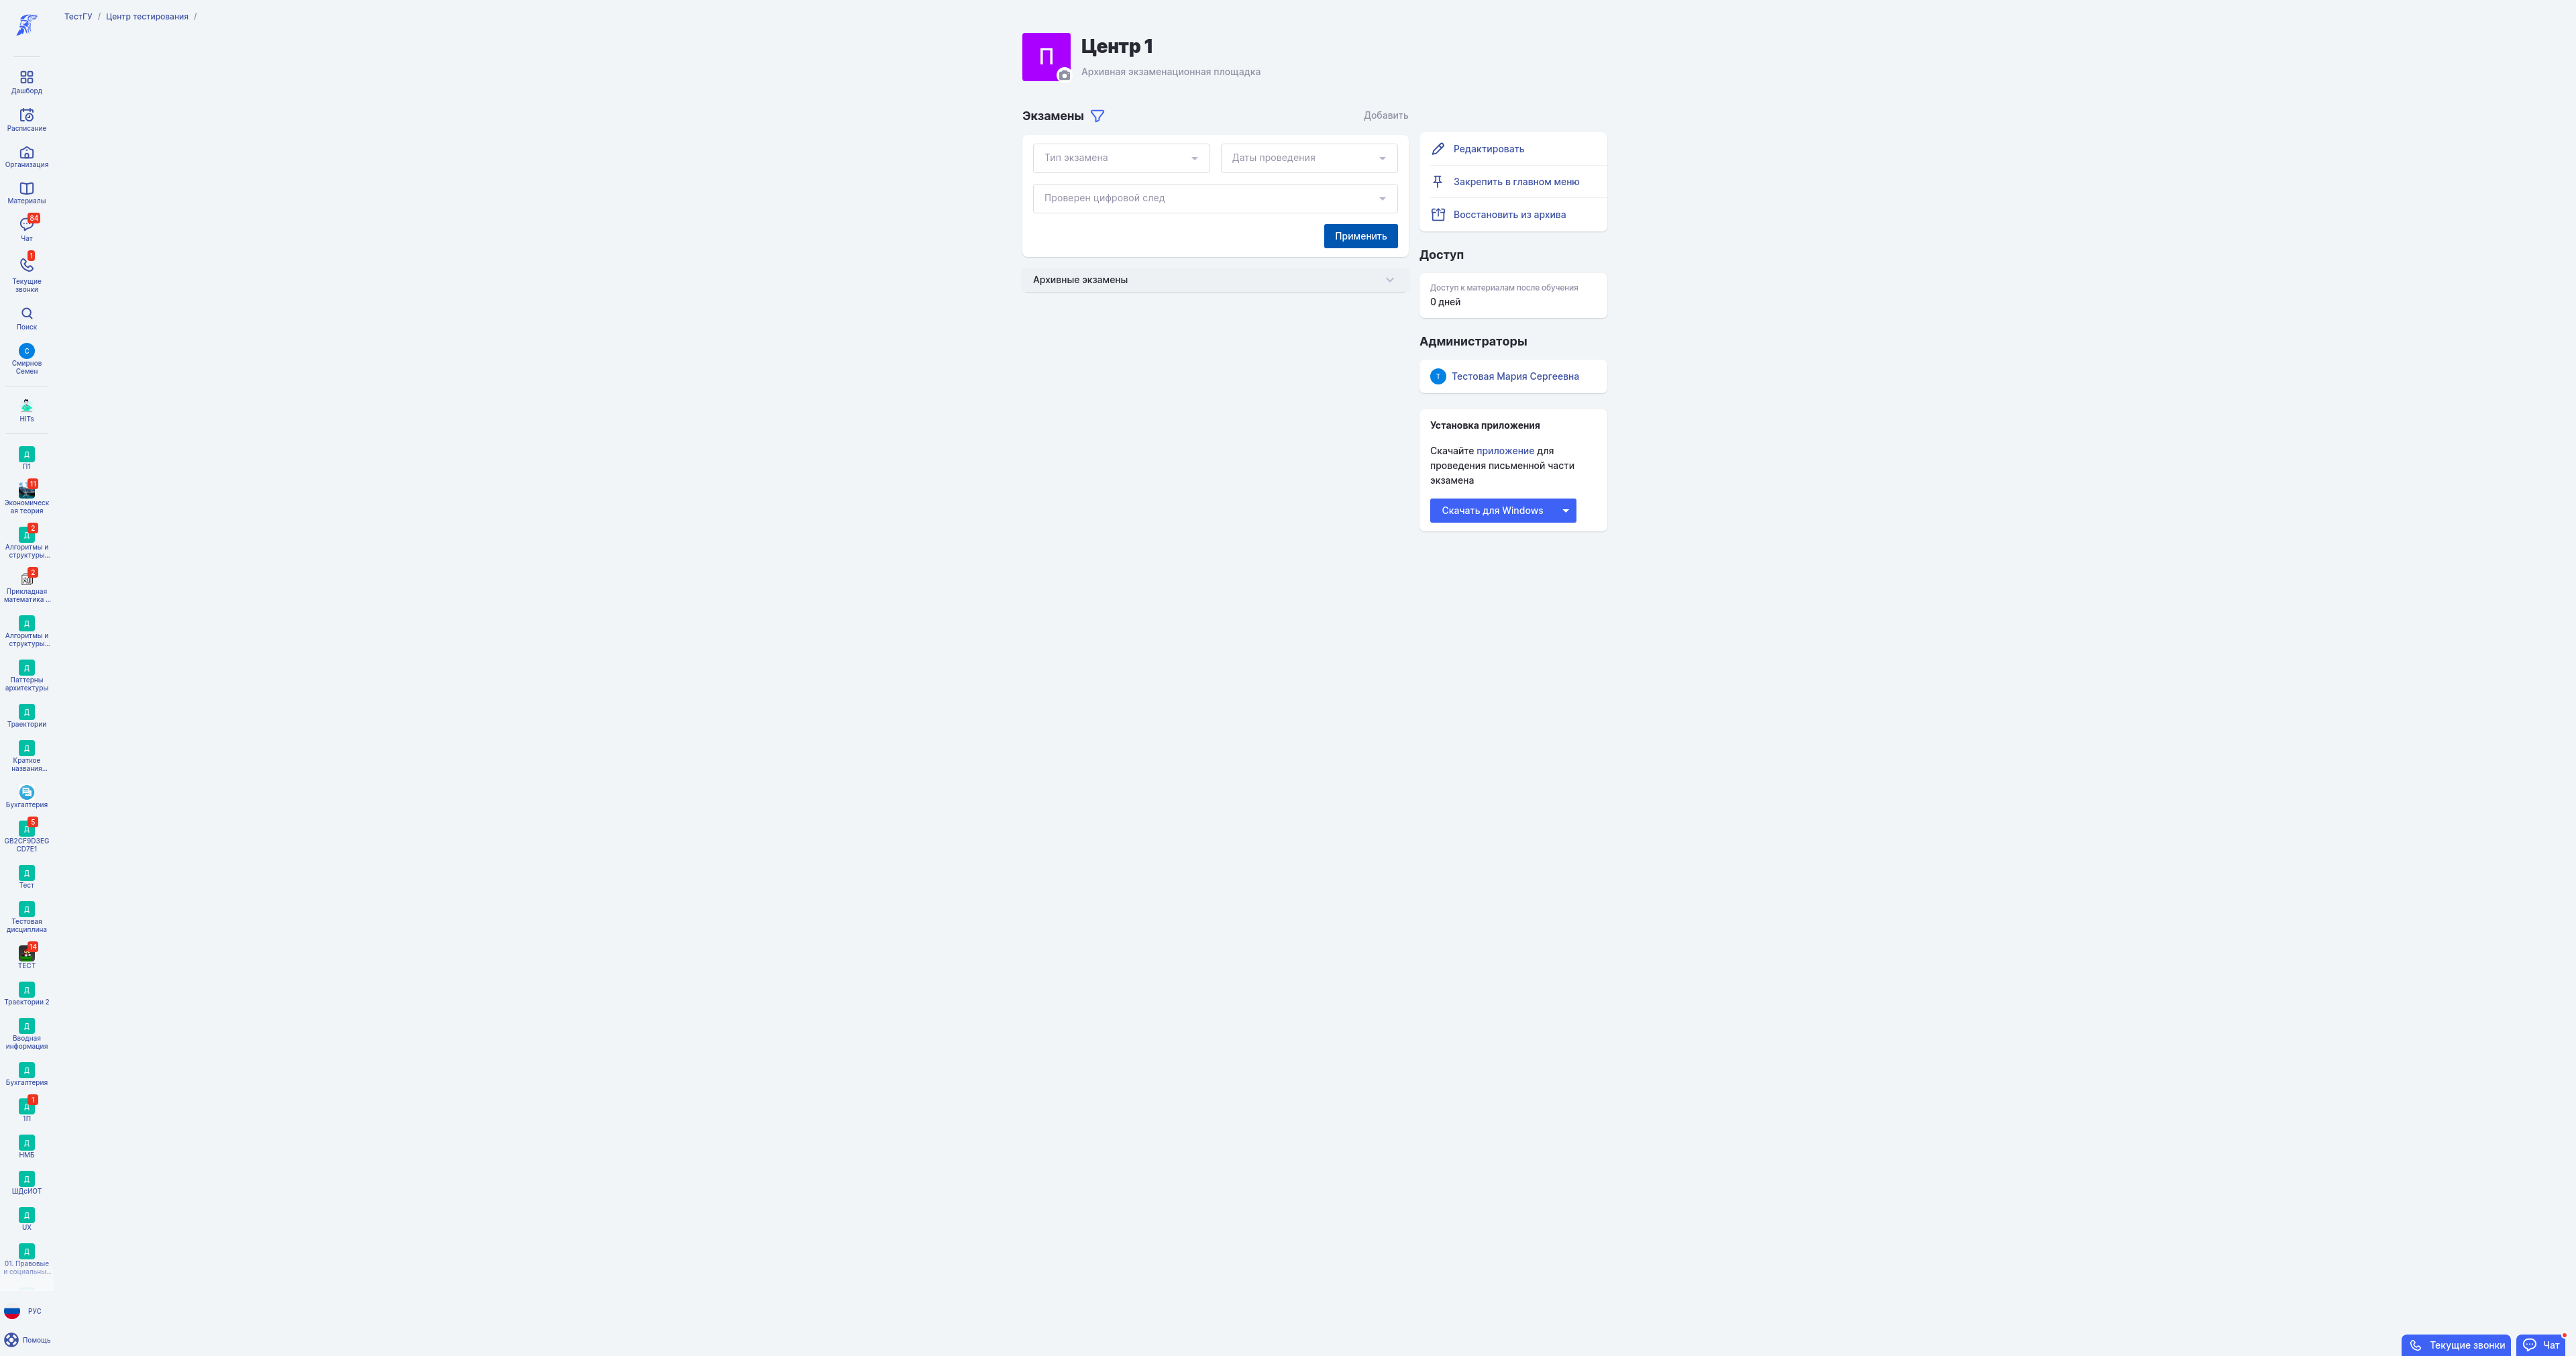 ТестГУ / Центр тестирования /
Дашборд
Расписание
Организация
Материалы
84
Чат
1
Текущие
звонки
Поиск
С
Смирнов
Семен
HITs
Д
П1
11
Экономическ
ая теория
2
Д
Алгоритмы и
структуры...
2
Прикладная
математика ...
Д
Алгоритмы и
структуры...
Д
Паттерны
архитектуры
Д
Траектории
Д
Краткое
названия...
Бухгалтерия
5
Д
GB2CF9D3EG
CD7E1
Д
Тест
Д
Тестовая
дисциплина
14
ТЕСТ
Д
Траектории 2
Д
Вводная
информация
Д
Бухгалтерия
1
Д
1П
Д
НМБ
Д
ШДсИОТ
Д
UX
Д
01. Правовые
и социальны...
РУС
Помощь
П
Центр 1
Архивная экзаменационная площадка
Экзамены
Добавить
Тип экзамена
Даты проведения
Проверен цифровой след
Применить
Архивные экзамены
Редактировать
Закрепить в главном меню
Восстановить из архива
Доступ
Доступ к материалам после обучения
0 дней
Администраторы
Т
Тестовая Мария Сергеевна
Установка приложения
Скачайте приложение для
проведения письменной части
экзамена
Скачать для Windows
Текущие звонки
Чат